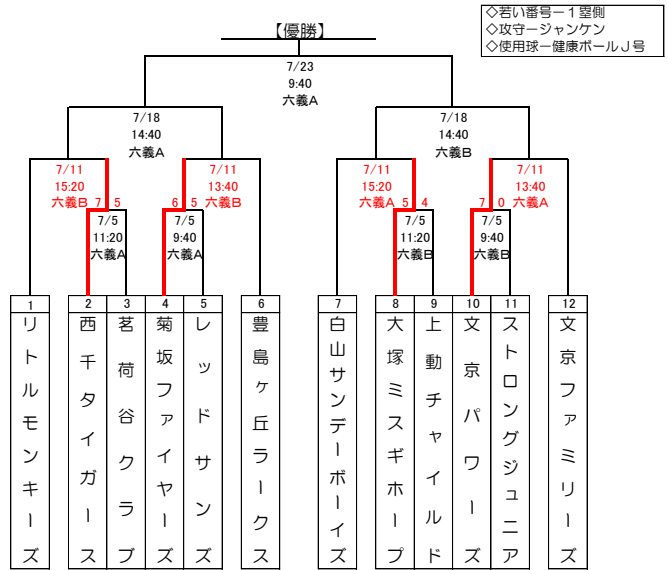 ◇若い番号ー1塁側
◇攻守ージャンケン
◇使用球ー健康ボールJ号
【優勝】
7/23
9:40
六義A
7/18
14:40
六義A
7/18
14:40
六義B
7/11
15:20
六義B
7 5
7/11
13:40
六義B
6 5
7/11
15:20
六義A
5 4
7/11
13:40
六義A
7 0
7/5
11:20
六義A
7/5
9:40
六義A
7/5
11:20
六義B
7/5
9:40
六義B
1
リトルモンキーズ
2
西千タイガース
3
茗荷谷クラブ
4
菊坂ファイヤーズ
5
レッドサンズ
6
豊島ヶ丘ラークス
7
白山サンデーボーイズ
8
大塚ミスギホープ
9
上動チャイルド
10
文京パワーズ
11
ストロングジュニア
12
文京ファミリーズ